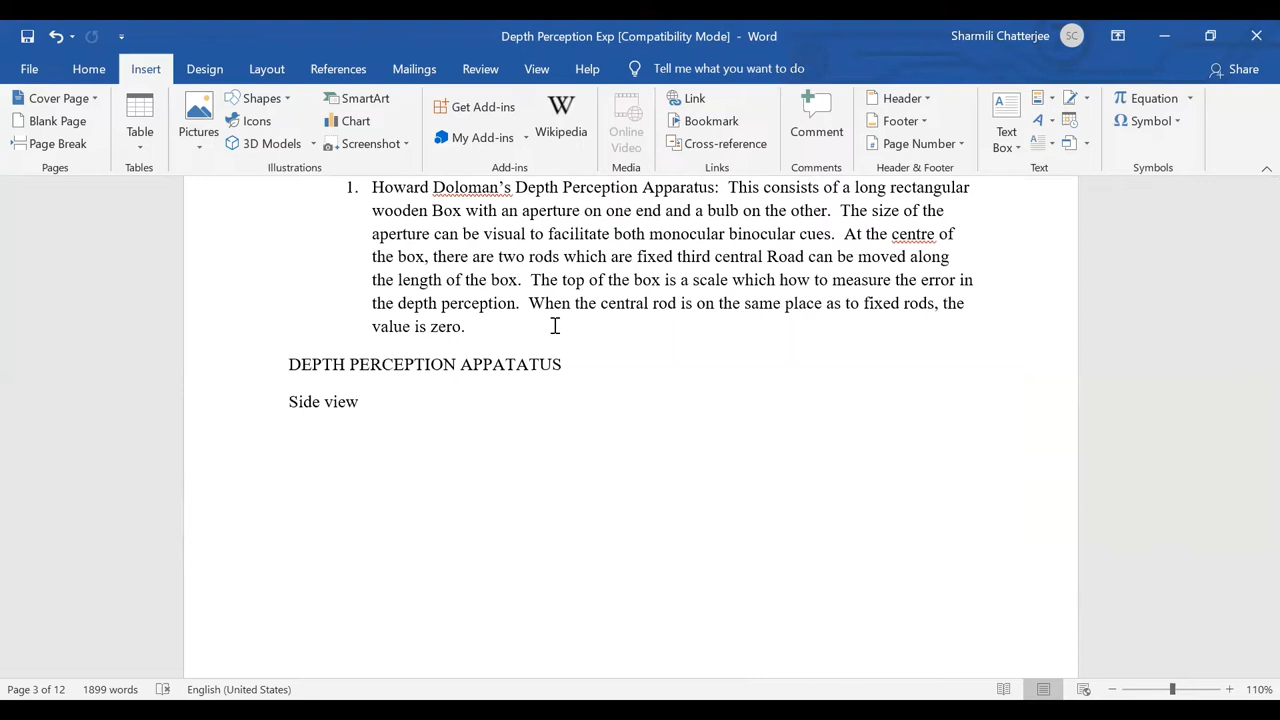 Depth Perception Exp [Compatibility Mode] - Word
Sharmili Chatterjee SC
File Home Insert Design Layout References Mailings Review View Help Tell me what you want to do Share
Cover Page
Blank Page
Page Break
Pages
Table
Tables
Pictures
Shapes
Icons
3D Models
SmartArt
Chart
Screenshot
Illustrations
Get Add-ins
My Add-ins
Wikipedia
Add-ins
Online
Video
Media
Link
Bookmark
Cross-reference
Links
Comment
Comments
Header
Footer
Page Number
Header & Footer
Text
Box
Text
Equation
Symbol
Symbols
1. Howard Doloman's Depth Perception Apparatus: This consists of a long rectangular
wooden Box with an aperture on one end and a bulb on the other. The size of the
aperture can be visual to facilitate both monocular binocular cues. At the centre of
the box, there are two rods which are fixed third central Road can be moved along
the length of the box. The top of the box is a scale which how to measure the error in
the depth perception. When the central rod is on the same place as to fixed rods, the
value is zero.
DEPTH PERCEPTION APPATATUS
Side view
Page 3 of 12 1899 words English (United States) 110%